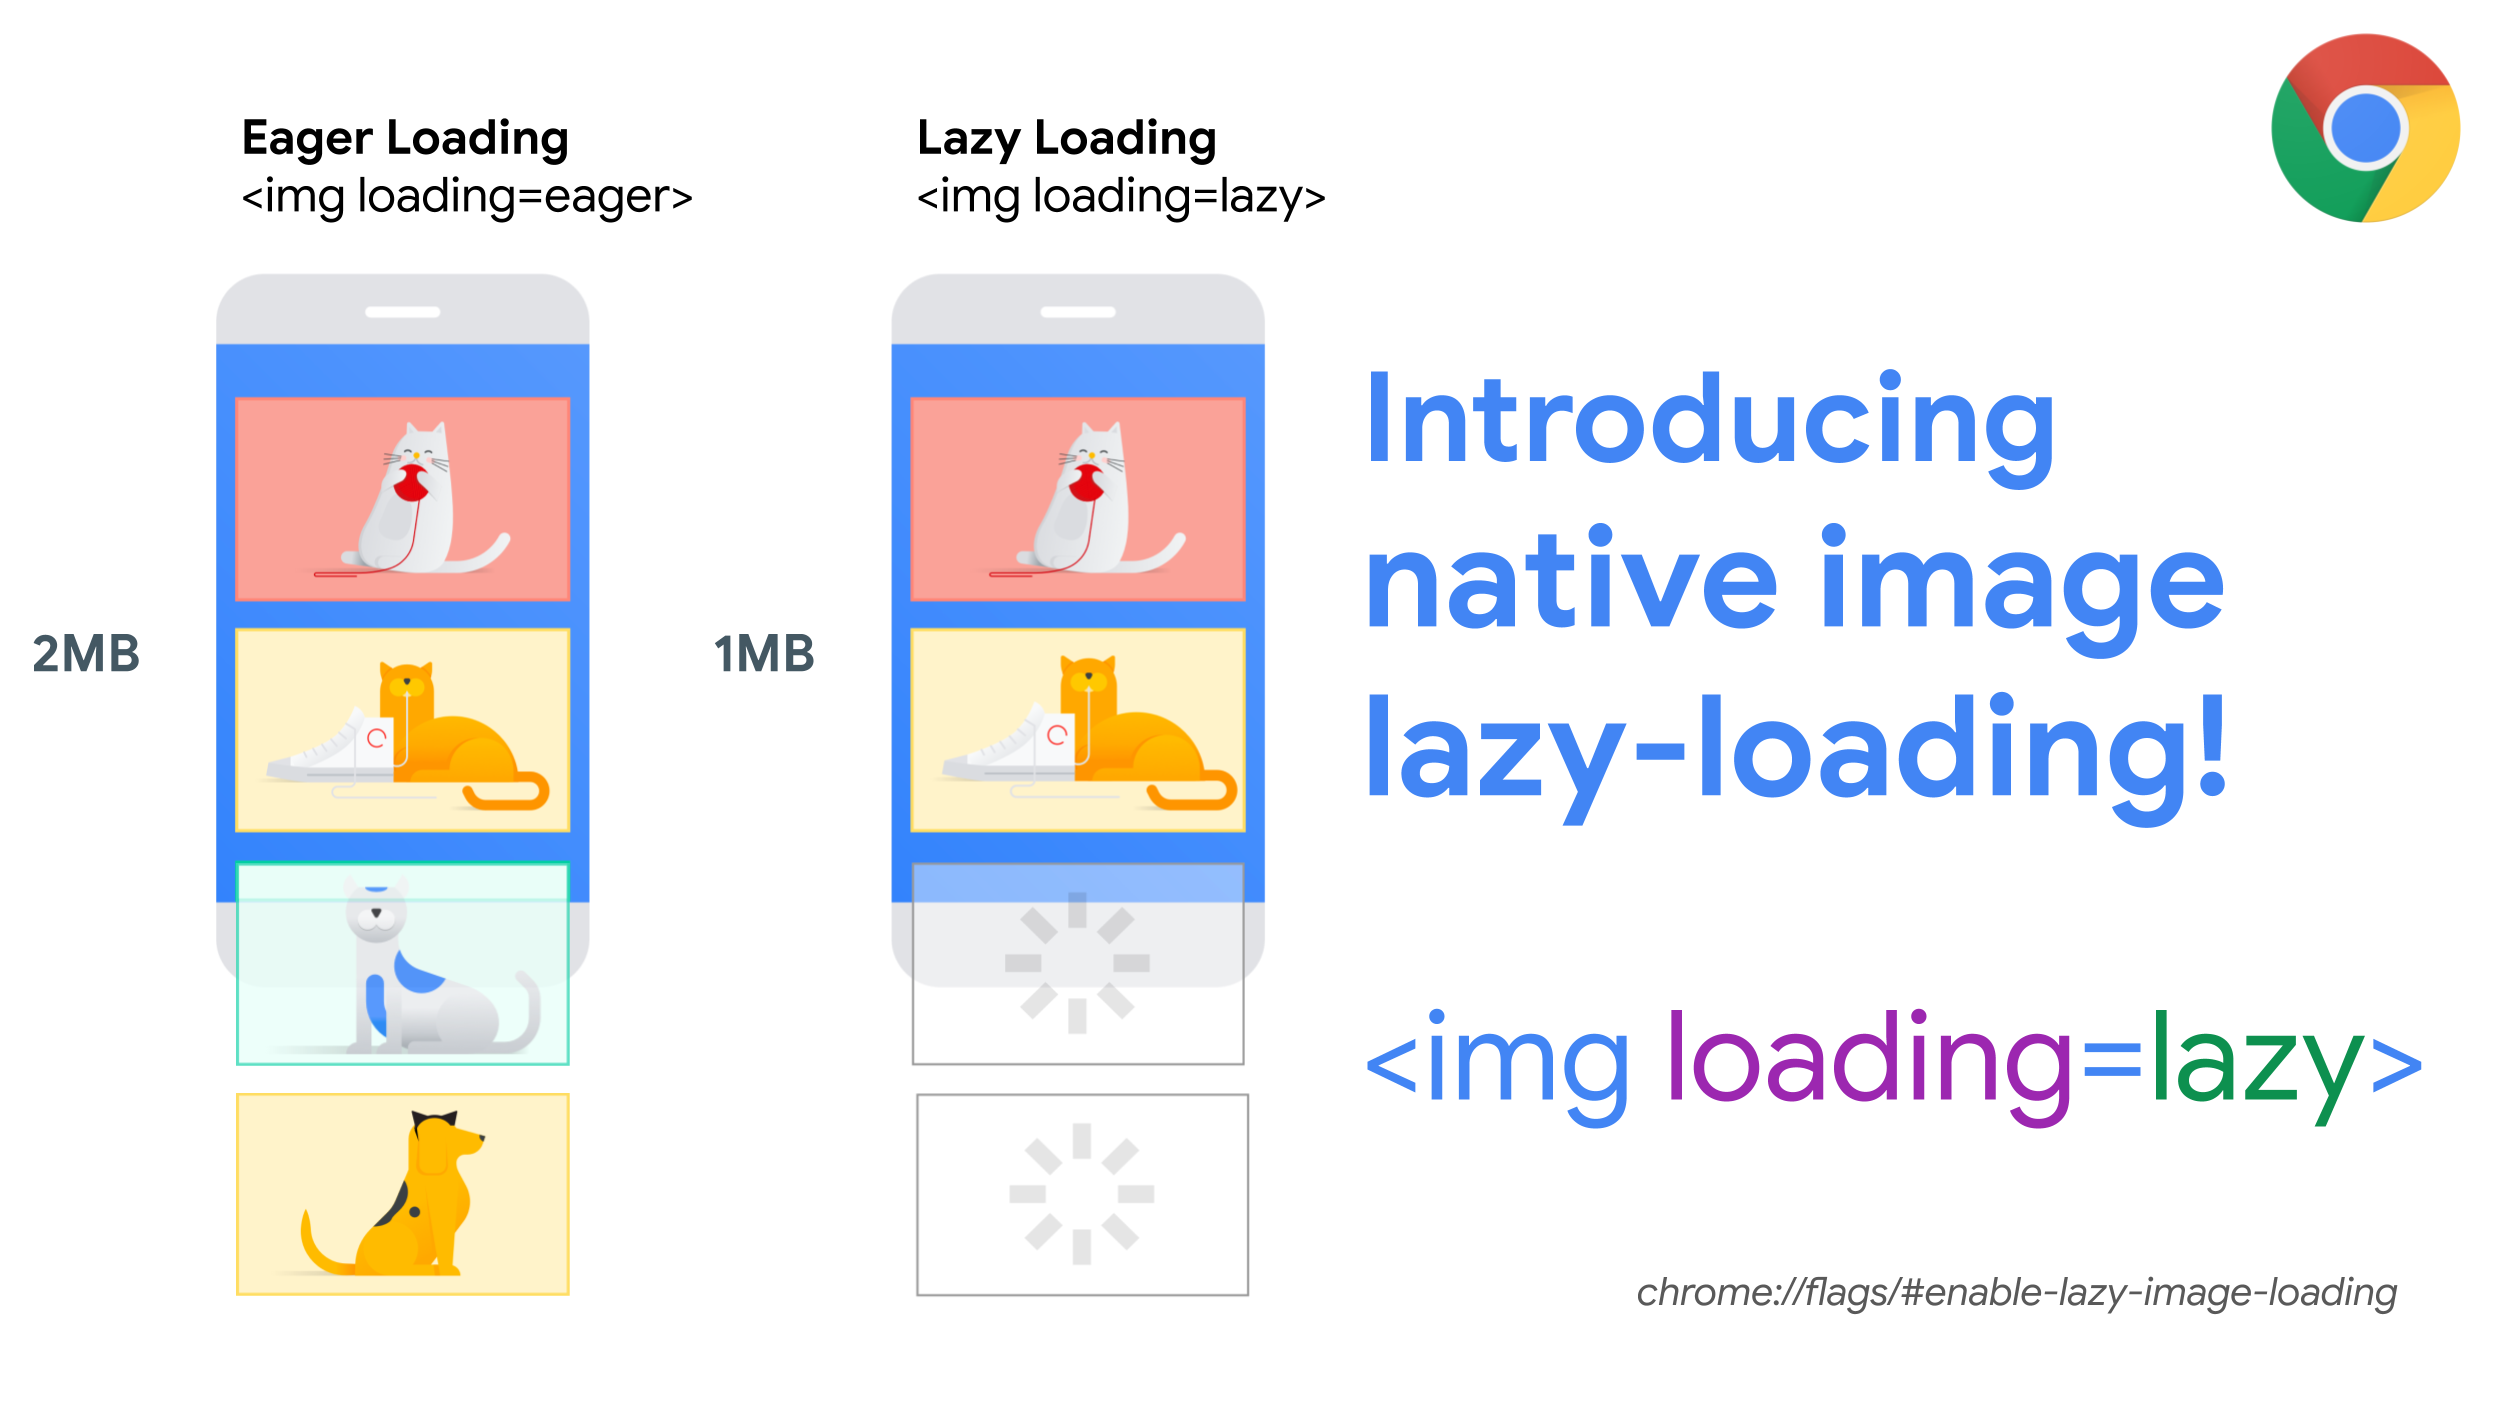 Eager Loading
<img loading=eager>
2MB
Lazy Loading
<img loading=lazy>
1MB
Introducing
native image
lazy-loading!
<img loading=lazy>
chrome://flags/#enable-lazy-image-loading